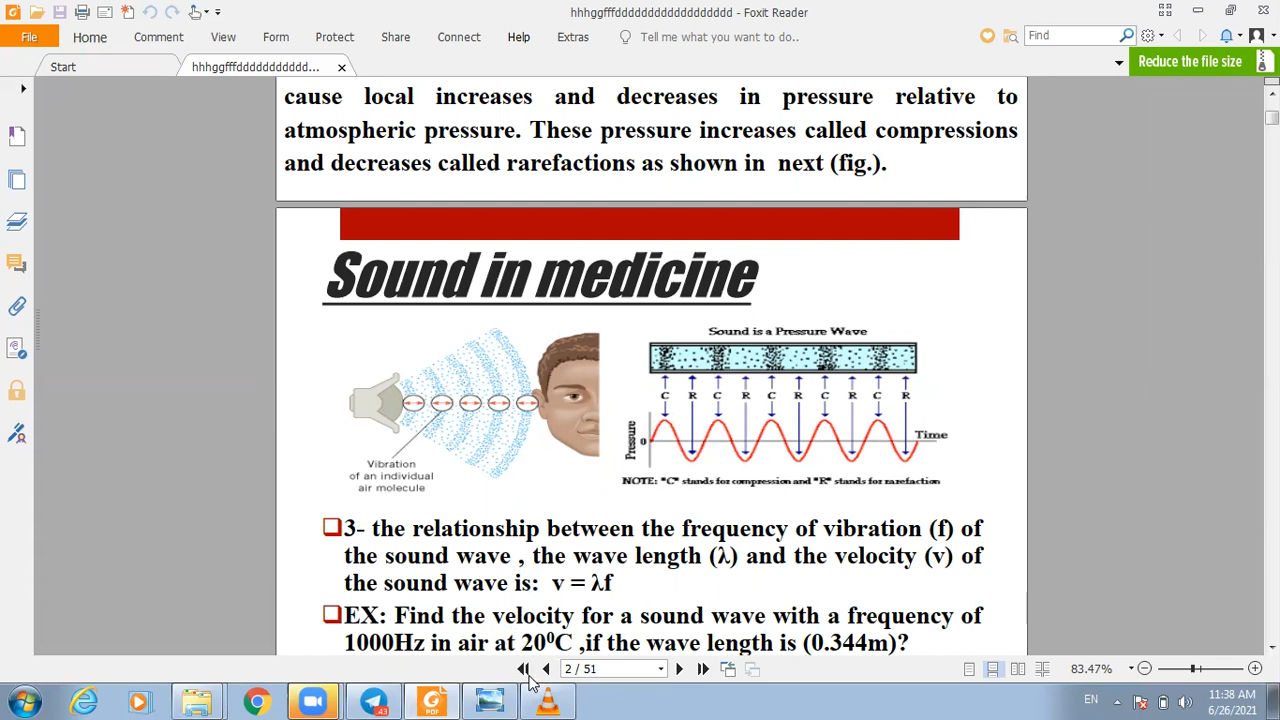 hhhggfffddddddddddddddddddd - Foxit Reader
File Home Comment View Form Protect Share Connect Help Extras Tell me what you want to do.. Find
Start hhhggfffddddddddddd... Reduce the file size
cause local increases and decreases in pressure relative to
atmospheric pressure. These pressure increases called compressions
and decreases called rarefactions as shown in next (fig.).
Sound in medicine
Sound is a Pressure Wave
C R C R C R C R C R
Pressure
0
Time
NOTE: "C" stands for compression and "R" stands for rarefaction
Vibration
of an individual
air molecule
3- the relationship between the frequency of vibration (f) of
the sound wave , the wave length (λ) and the velocity (v) of
the sound wave is: v = λf
EX: Find the velocity for a sound wave with a frequency of
1000Hz in air at 20⁰C ,if the wave length is (0.344m)?
2 / 51
83.47%
43
PDF
EN
11:38 AM
6/26/2021